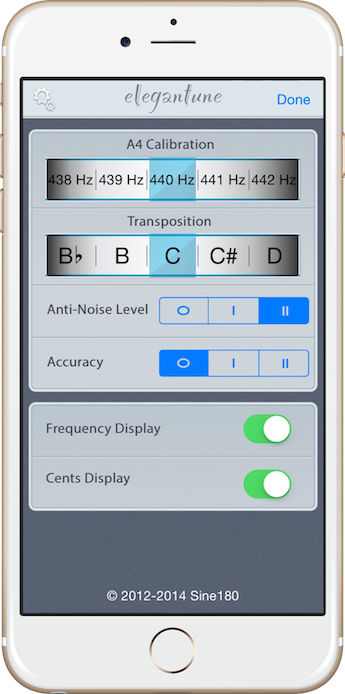 elegantune
Done
A4 Calibration
438 Hz 439 Hz 440 Hz 441 Hz 442 Hz
Transposition
B♭ B C C# D
Anti-Noise Level O I II
Accuracy O I II
Frequency Display
Cents Display
© 2012-2014 Sine180